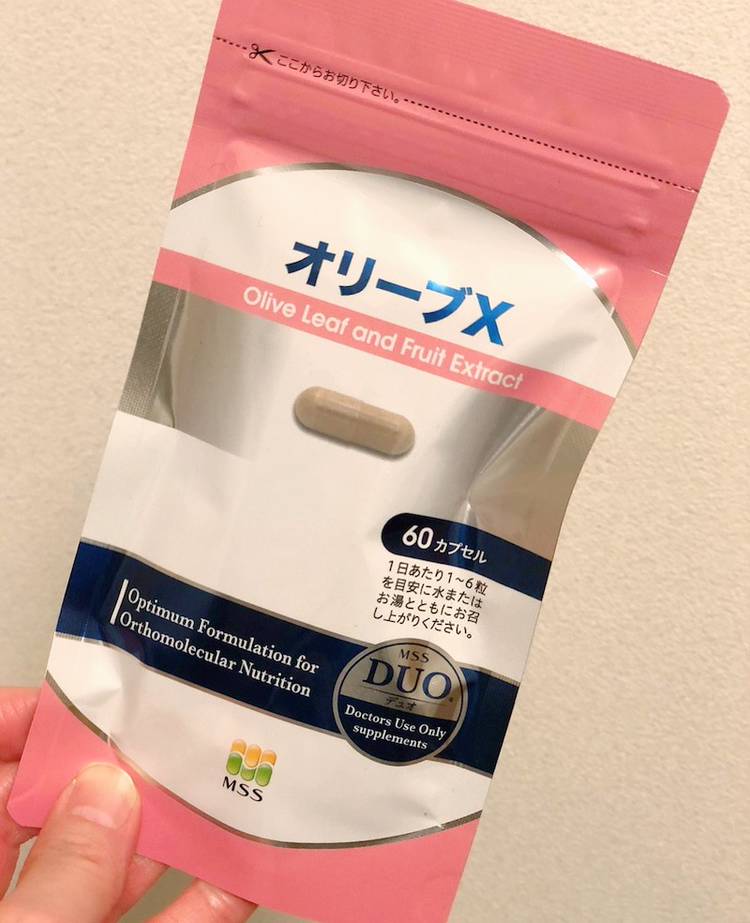 ここからお切り下さい。
オリーブX
Olive Leaf and Fruit Extract
60カプセル
1日あたり1~6粒
を目安に水または
お湯とともにお召
し上がりください。
Optimum Formulation for
Orthomolecular Nutrition
MSS
DUO
デュオ
Doctors Use Only
supplements
MSS